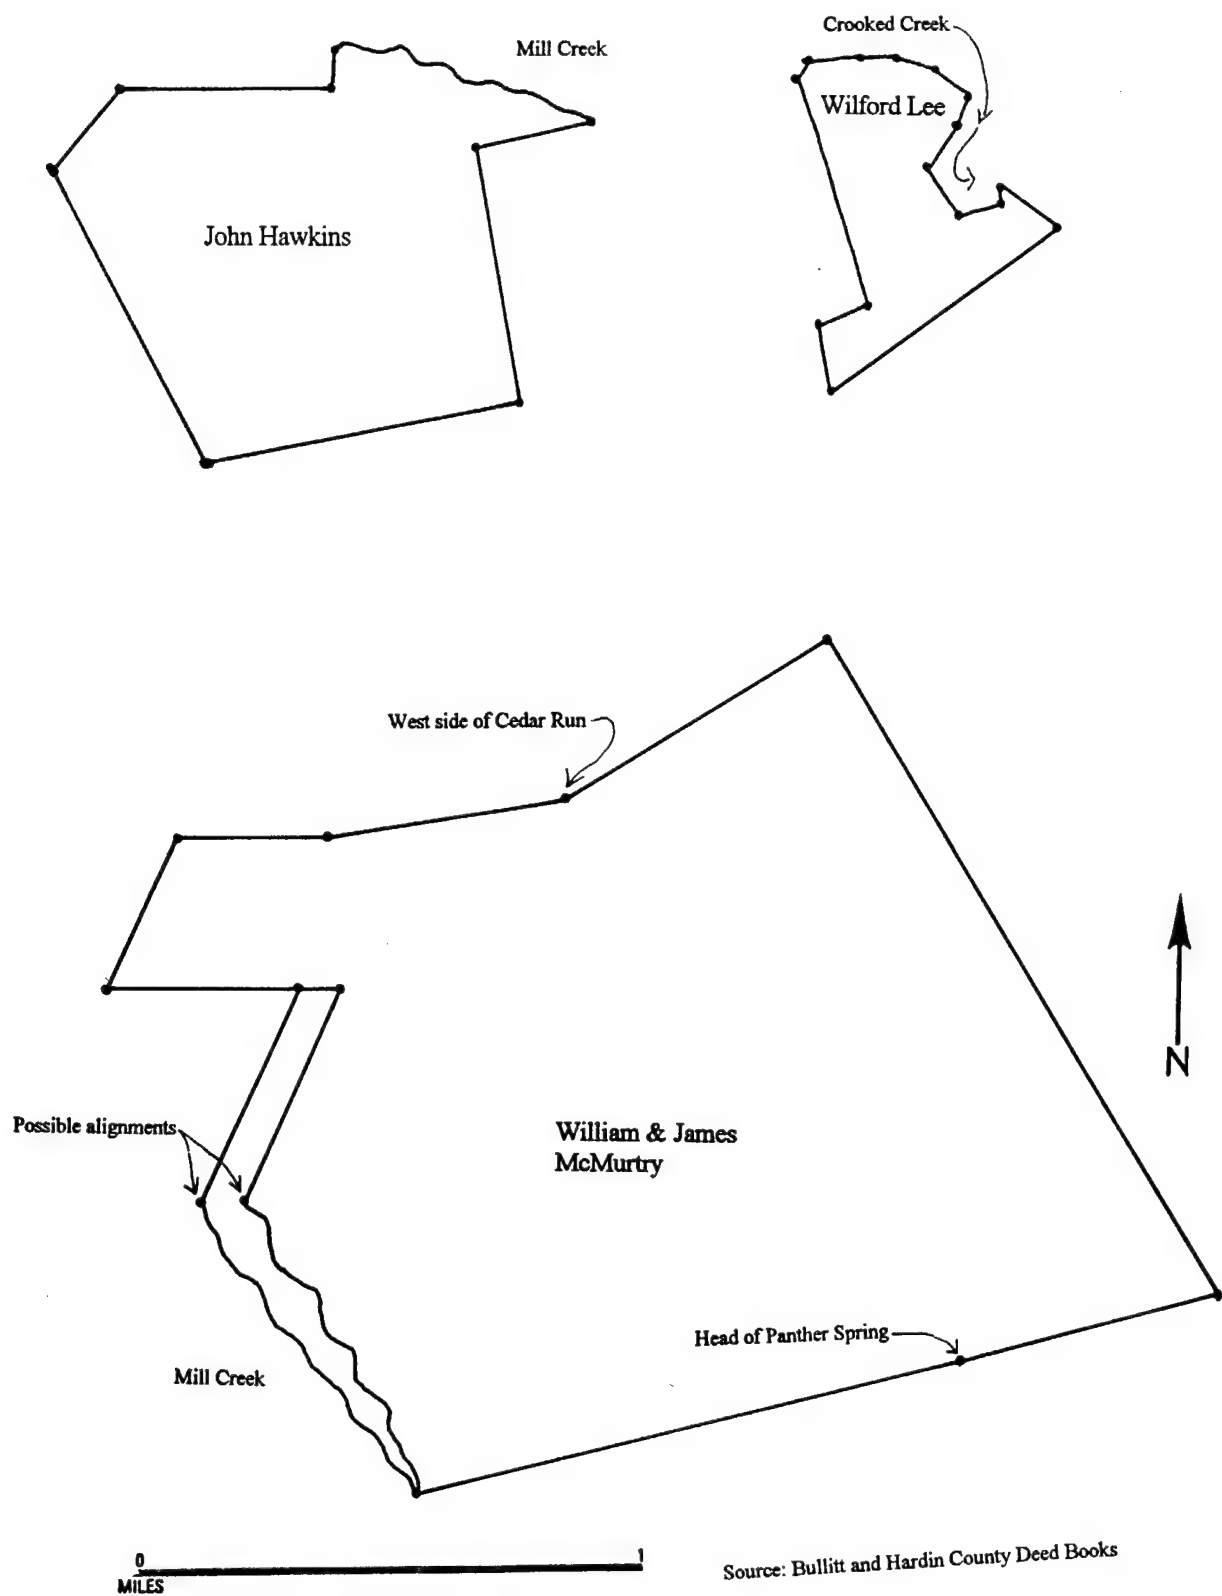 Crooked Creek
Mill Creek
Wilford Lee
John Hawkins
West side of Cedar Run
N
Possible alignments
William & James
McMurtry
Head of Panther Spring
Mill Creek
0 1
MILES
Source: Bullitt and Hardin County Deed Books